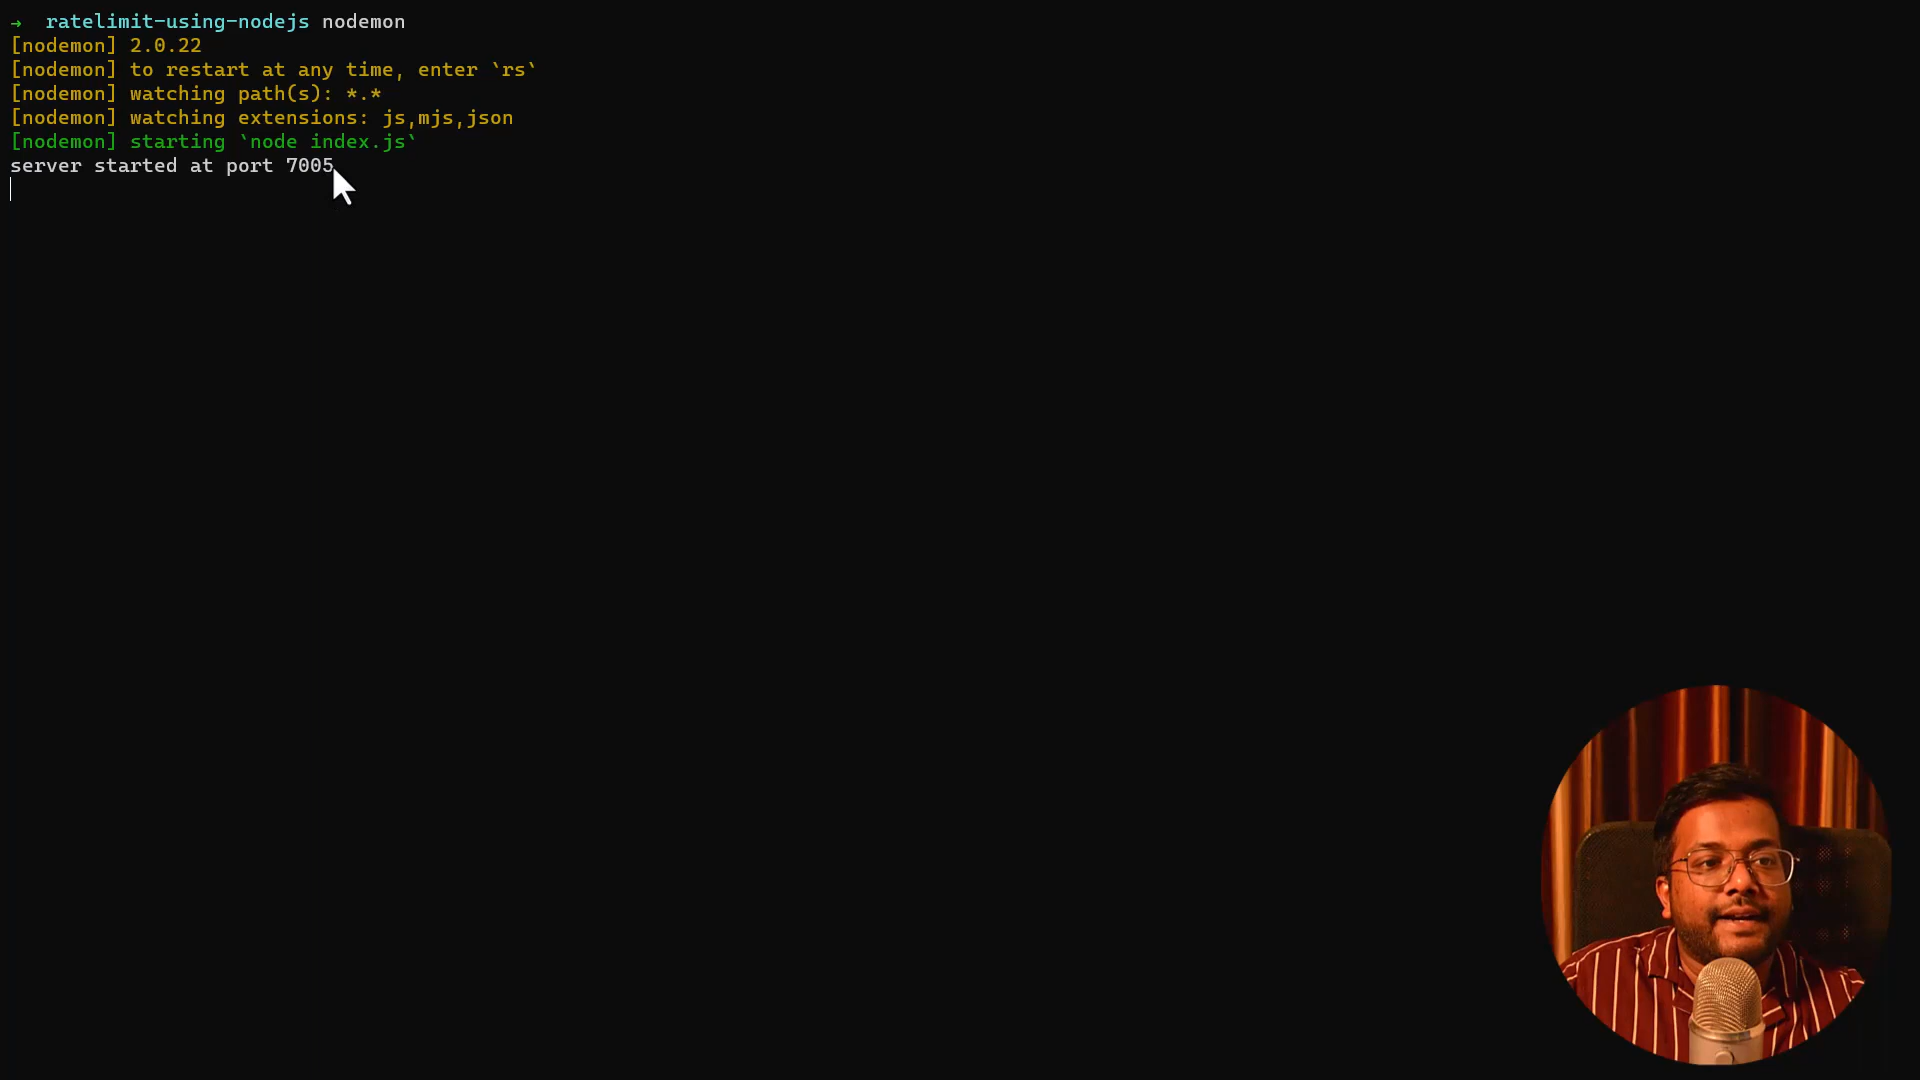 → ratelimit-using-nodejs nodemon
[nodemon] 2.0.22
[nodemon] to restart at any time, enter `rs`
[nodemon] watching path(s): *.*
[nodemon] watching extensions: js,mjs,json
[nodemon] starting `node index.js`
server started at port 7005